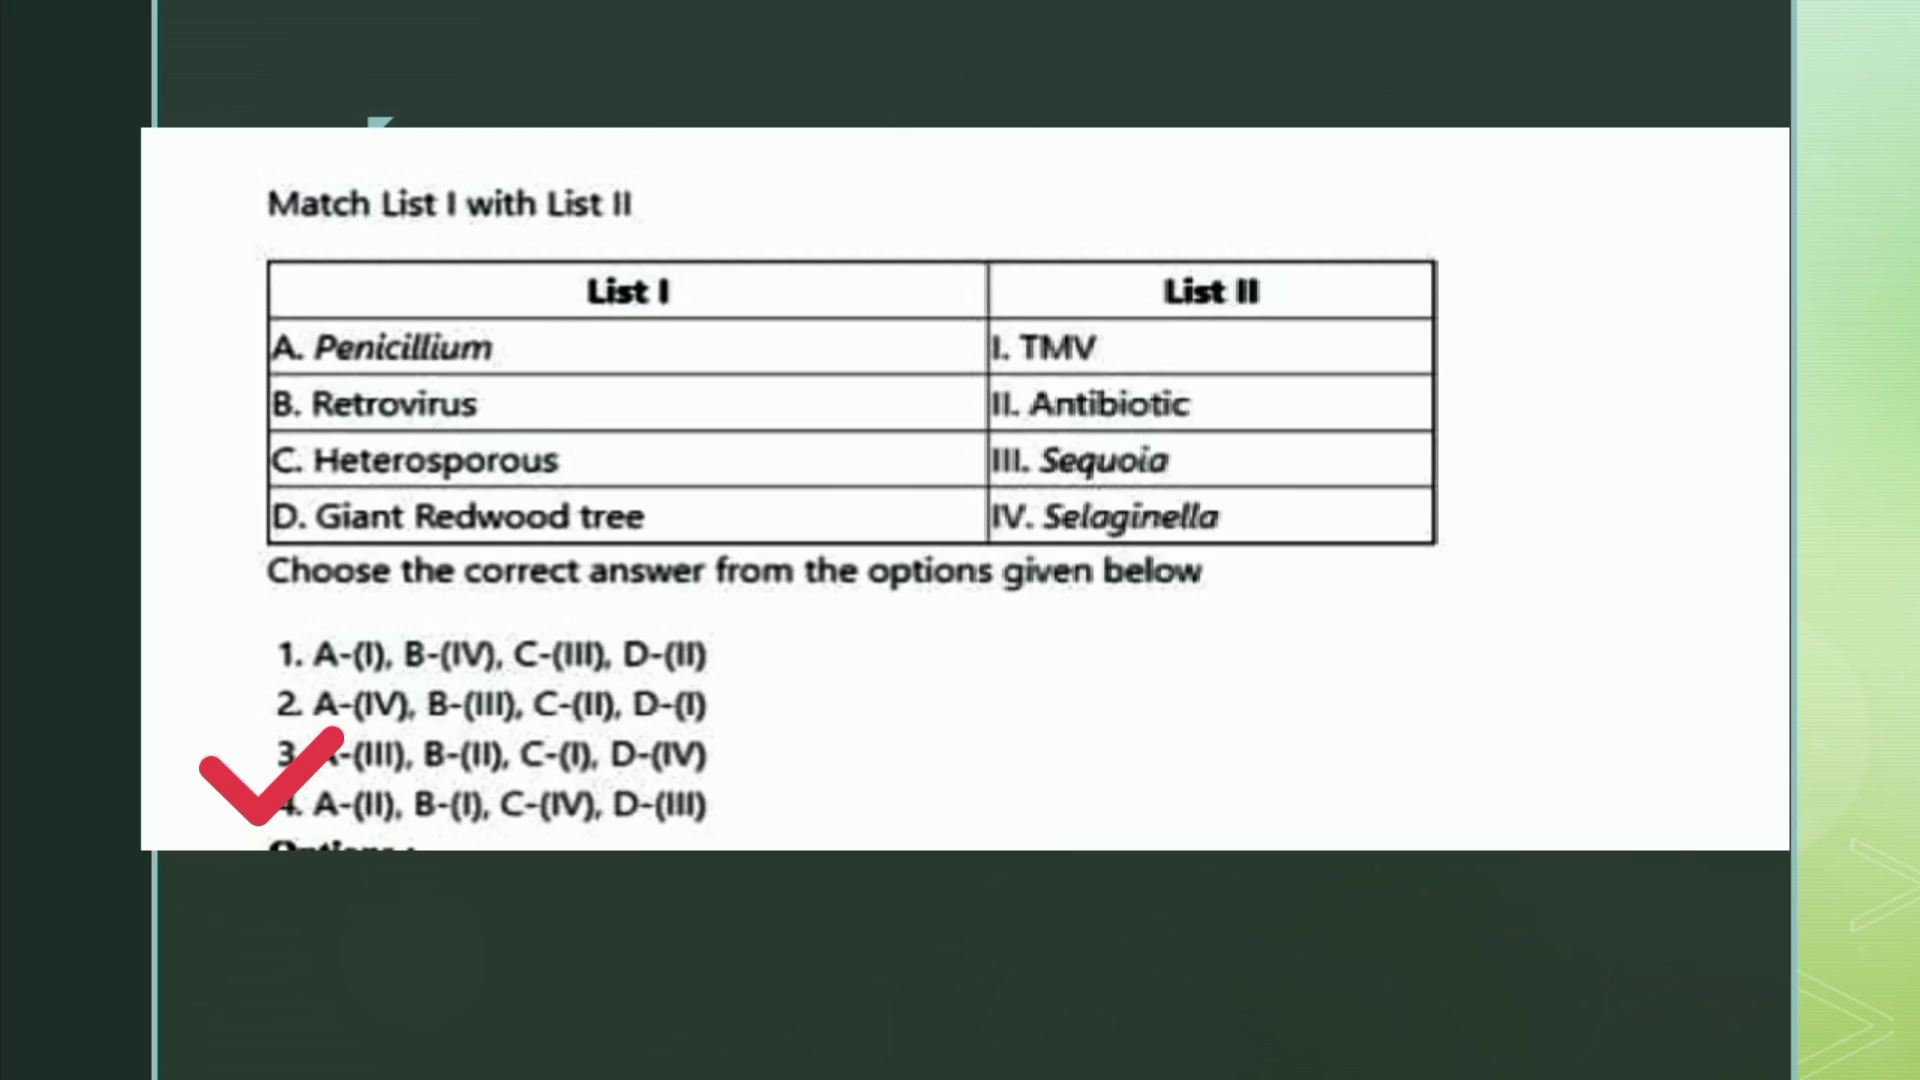 Match List I with List II
List I List II
A. Penicillium I. TMV
B. Retrovirus II. Antibiotic
C. Heterosporous III. Sequoia
D. Giant Redwood tree IV. Selaginella
Choose the correct answer from the options given below
1. A-(I), B-(IV), C-(III), D-(II)
2. A-(IV), B-(III), C-(II), D-(I)
3. A-(III), B-(II), C-(I), D-(IV)
4. A-(II), B-(I), C-(IV), D-(III)